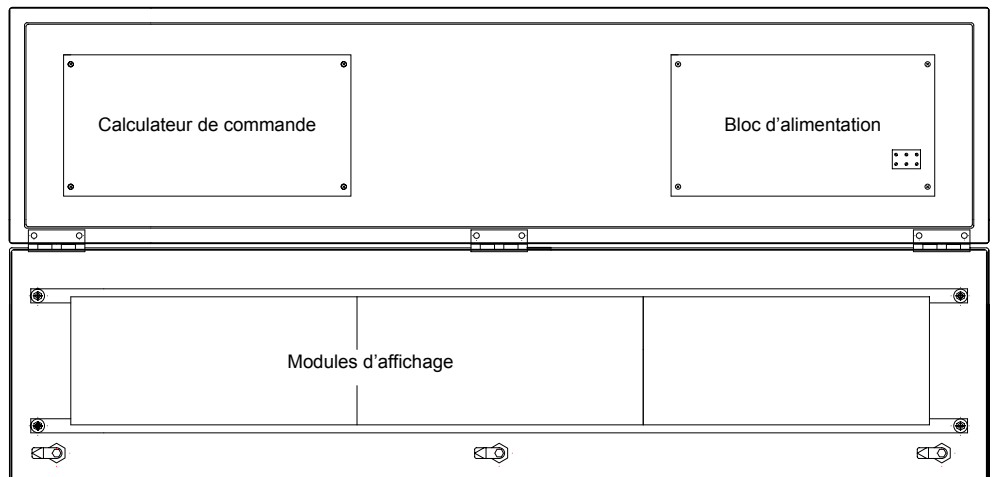 Calculateur de commande
Bloc d’alimentation
Modules d’affichage